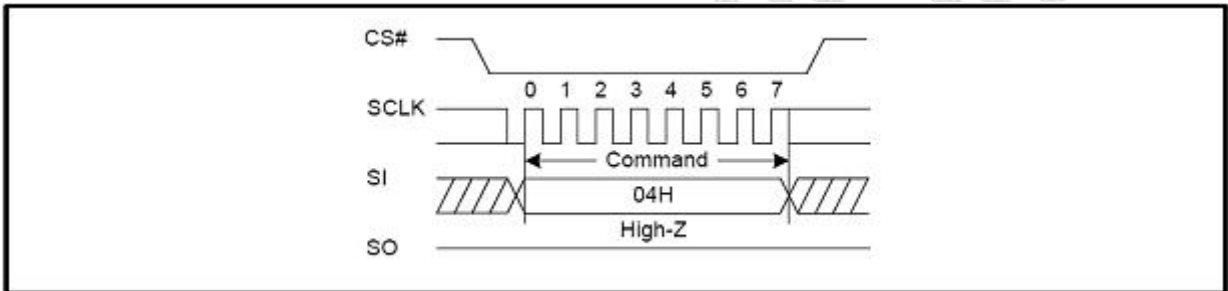 CS#
0 1 2 3 4 5 6 7
SCLK
Command
SI
04H
High-Z
SO